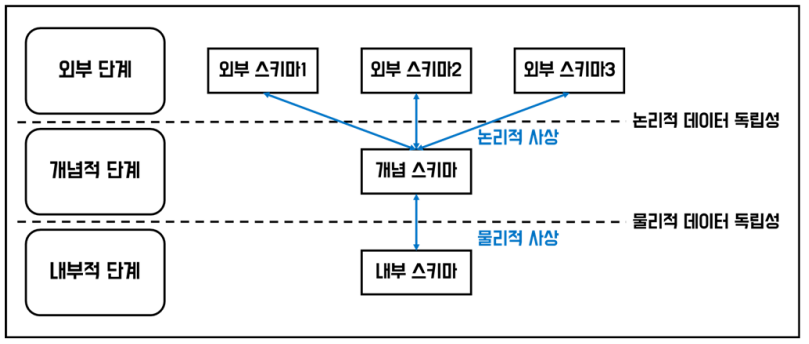 외부 단계
외부 스키마1
외부 스키마2
외부 스키마3
논리적 데이터 독립성
논리적 사상
개념적 단계
개념 스키마
물리적 데이터 독립성
물리적 사상
내부적 단계
내부 스키마